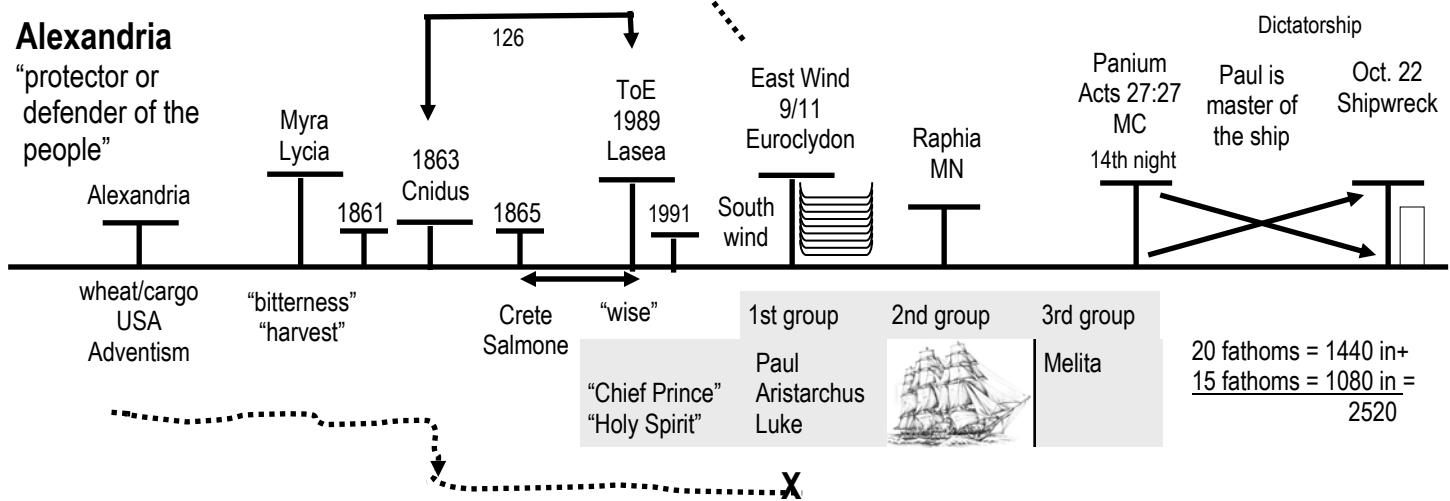 Alexandria
“protector or
defender of the
people”
Alexandria
Myra
Lycia
1861
1863
Cnidus
126
1865
ToE
1989
Lasea
1991
South
wind
East Wind
9/11
Euroclydon
Raphia
MN
Panium
Acts 27:27
MC
14th night
Dictatorship
Paul is
master of
the ship
Oct. 22
Shipwreck
wheat/cargo
USA
Adventism
“bitterness”
“harvest”
Crete
Salmone
“wise”
1st group
2nd group
3rd group
“Chief Prince”
“Holy Spirit”
Paul
Aristarchus
Luke
Melita
20 fathoms = 1440 in+
15 fathoms = 1080 in =
2520
X